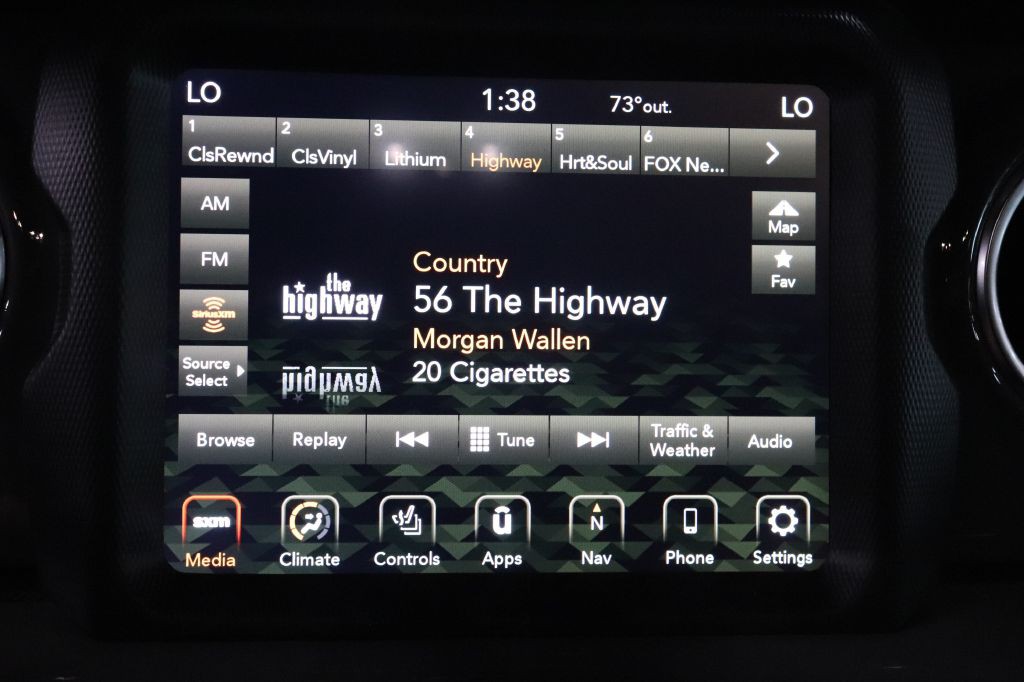 LO
1:38
73°out.
LO
1
ClsRewnd
2
ClsVinyl
3
Lithium
4
Highway
5
Hrt&Soul
6
FOX Ne...
AM
FM
SiriusXM
Source
Select
Map
Fav
the
highway
Country
56 The Highway
Morgan Wallen
20 Cigarettes
Browse
Replay
Tune
Traffic &
Weather
Audio
sxm
Media
Climate
Controls
û
Apps
N
Nav
Phone
Settings